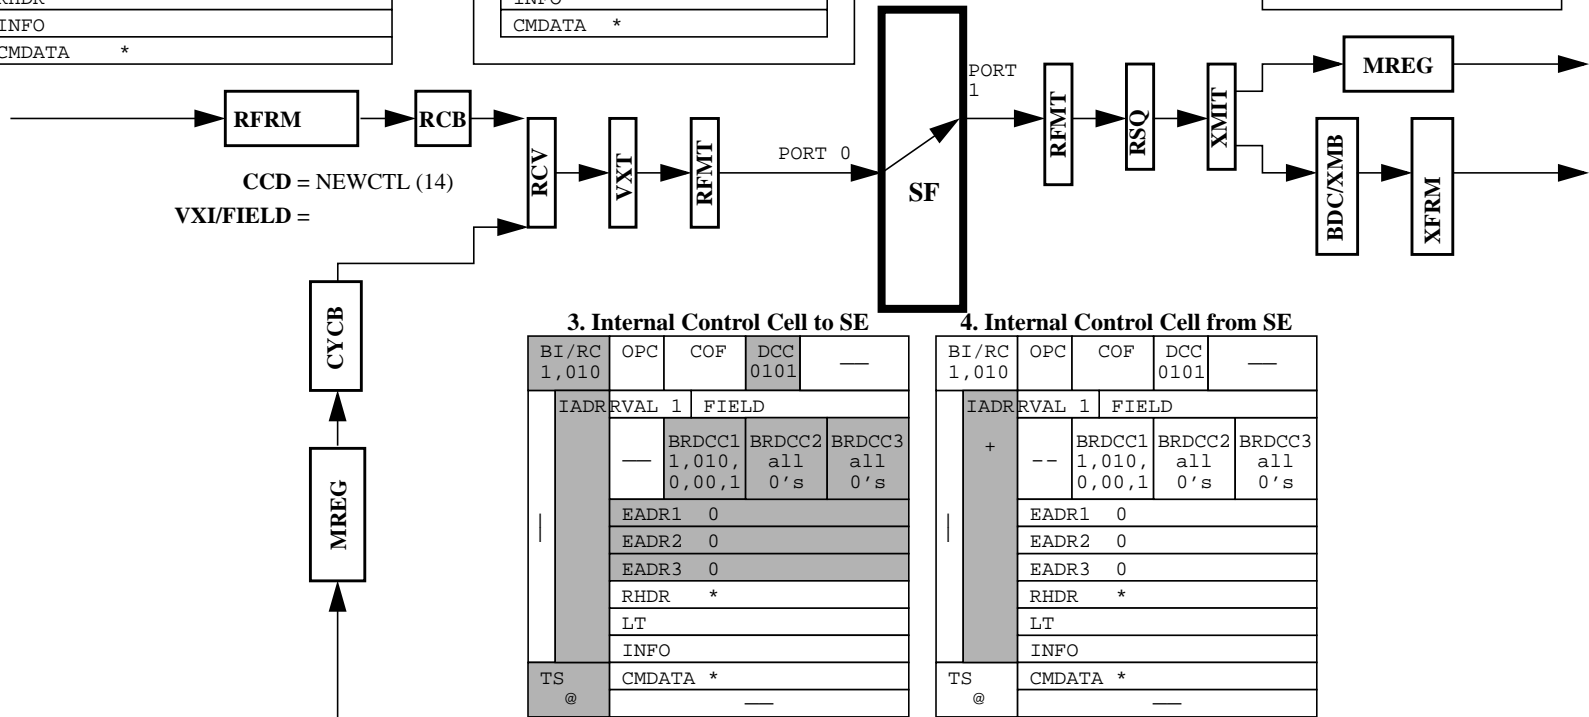 RHDR
INFO
CMDATA *
INFO
CMDATA *
RFRM
RCB
RCV
VXT
RFMT
PORT 0
SF
PORT
1
RFMT
RSQ
XMIT
MREG
BDC/XMB
XFRM
CCD = NEWCTL (14)
VXI/FIELD =
CYCB
MREG
3. Internal Control Cell to SE
BI/RC OPC COF DCC —
1,010 0101
IADR RVAL 1 FIELD
— BRDCC1 BRDCC2 BRDCC3
1,010, all all
0,00,1 0's 0's
EADR1 0
EADR2 0
EADR3 0
RHDR *
LT
INFO
TS CMDATA *
@ —
4. Internal Control Cell from SE
BI/RC OPC COF DCC —
1,010 0101
IADR RVAL 1 FIELD
+ -- BRDCC1 BRDCC2 BRDCC3
1,010, all all
0,00,1 0's 0's
EADR1 0
EADR2 0
EADR3 0
RHDR *
LT
INFO
TS CMDATA *
@ —